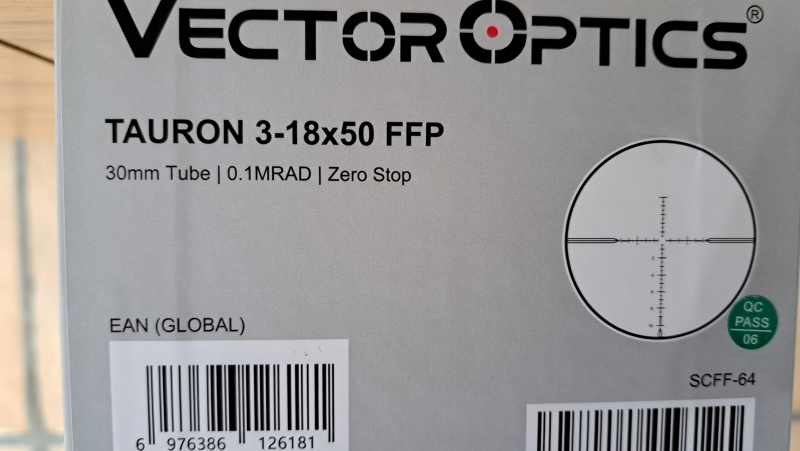 VECTOR OPTICS®
TAURON 3-18x50 FFP
30mm Tube | 0.1MRAD | Zero Stop
EAN (GLOBAL)
QC
PASS
06
SCFF-64
6 976386 126181